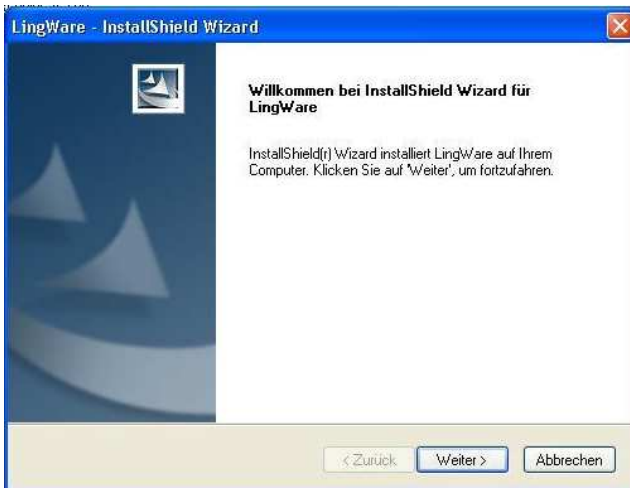 LingWare - InstallShield Wizard
Willkommen bei InstallShield Wizard für
LingWare
InstallShield(r) Wizard installiert LingWare auf Ihrem
Computer. Klicken Sie auf 'Weiter', um fortzufahren.
< Zurück
Weiter >
Abbrechen